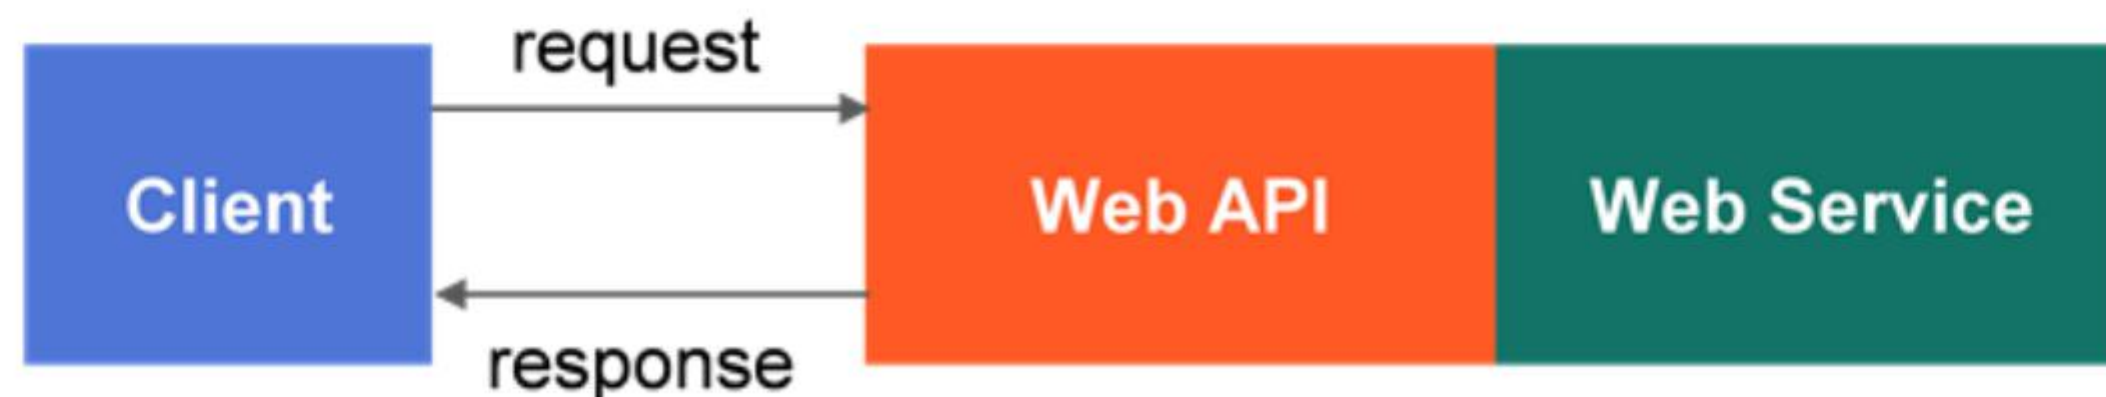 request
Client
Web API
Web Service
response